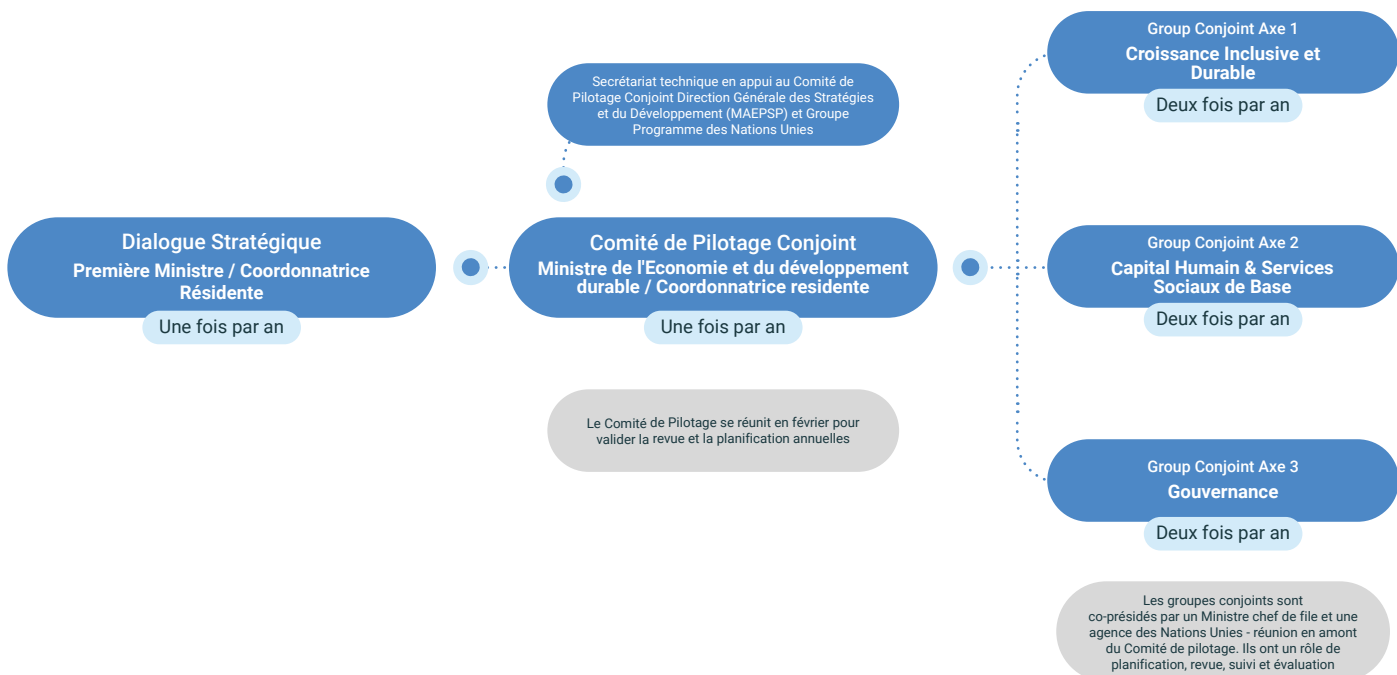 Dialogue Stratégique
Première Ministre / Coordonnatrice
Résidente
Une fois par an
Secrétariat technique en appui au Comité de
Pilotage Conjoint Direction Générale des Stratégies
et du Développement (MAEPSP) et Groupe
Programme des Nations Unies
Comité de Pilotage Conjoint
Ministre de l'Economie et du développement
durable / Coordonnatrice residente
Une fois par an
Le Comité de Pilotage se réunit en février pour
valider la revue et la planification annuelles
Group Conjoint Axe 1
Croissance Inclusive et
Durable
Deux fois par an
Group Conjoint Axe 2
Capital Humain & Services
Sociaux de Base
Deux fois par an
Group Conjoint Axe 3
Gouvernance
Deux fois par an
Les groupes conjoints sont
co-présidés par un Ministre chef de file et une
agence des Nations Unies - réunion en amont
du Comité de pilotage. Ils ont un rôle de
planification, revue, suivi et évaluation